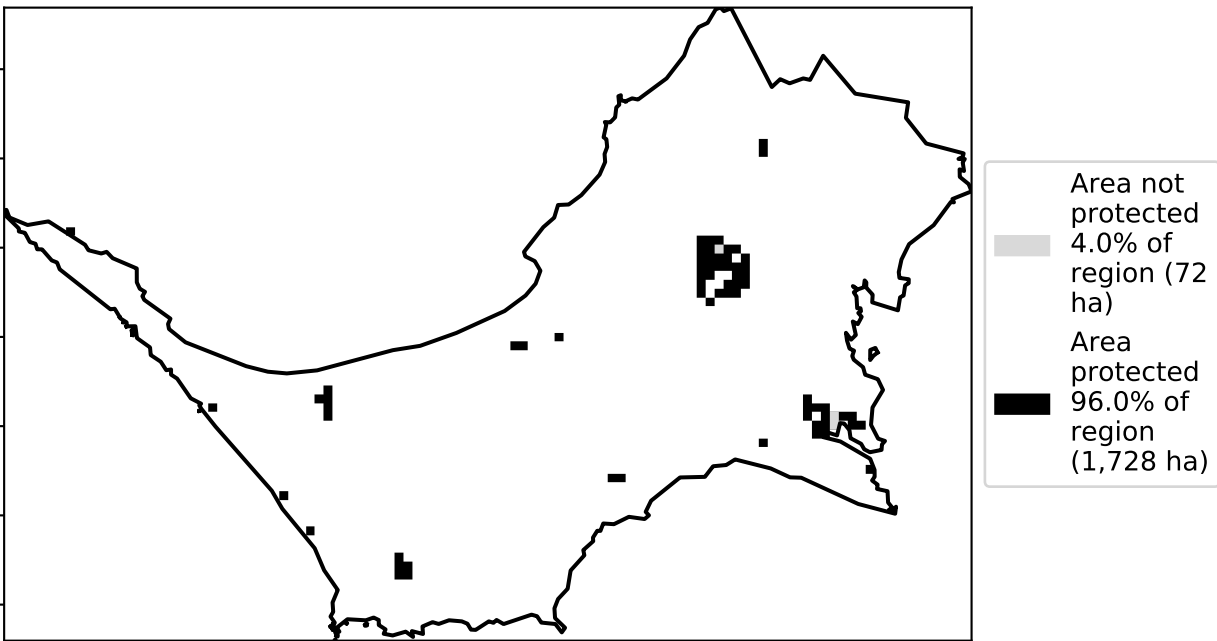 Area not
protected
4.0% of
region (72
ha)
Area
protected
96.0% of
region
(1,728 ha)